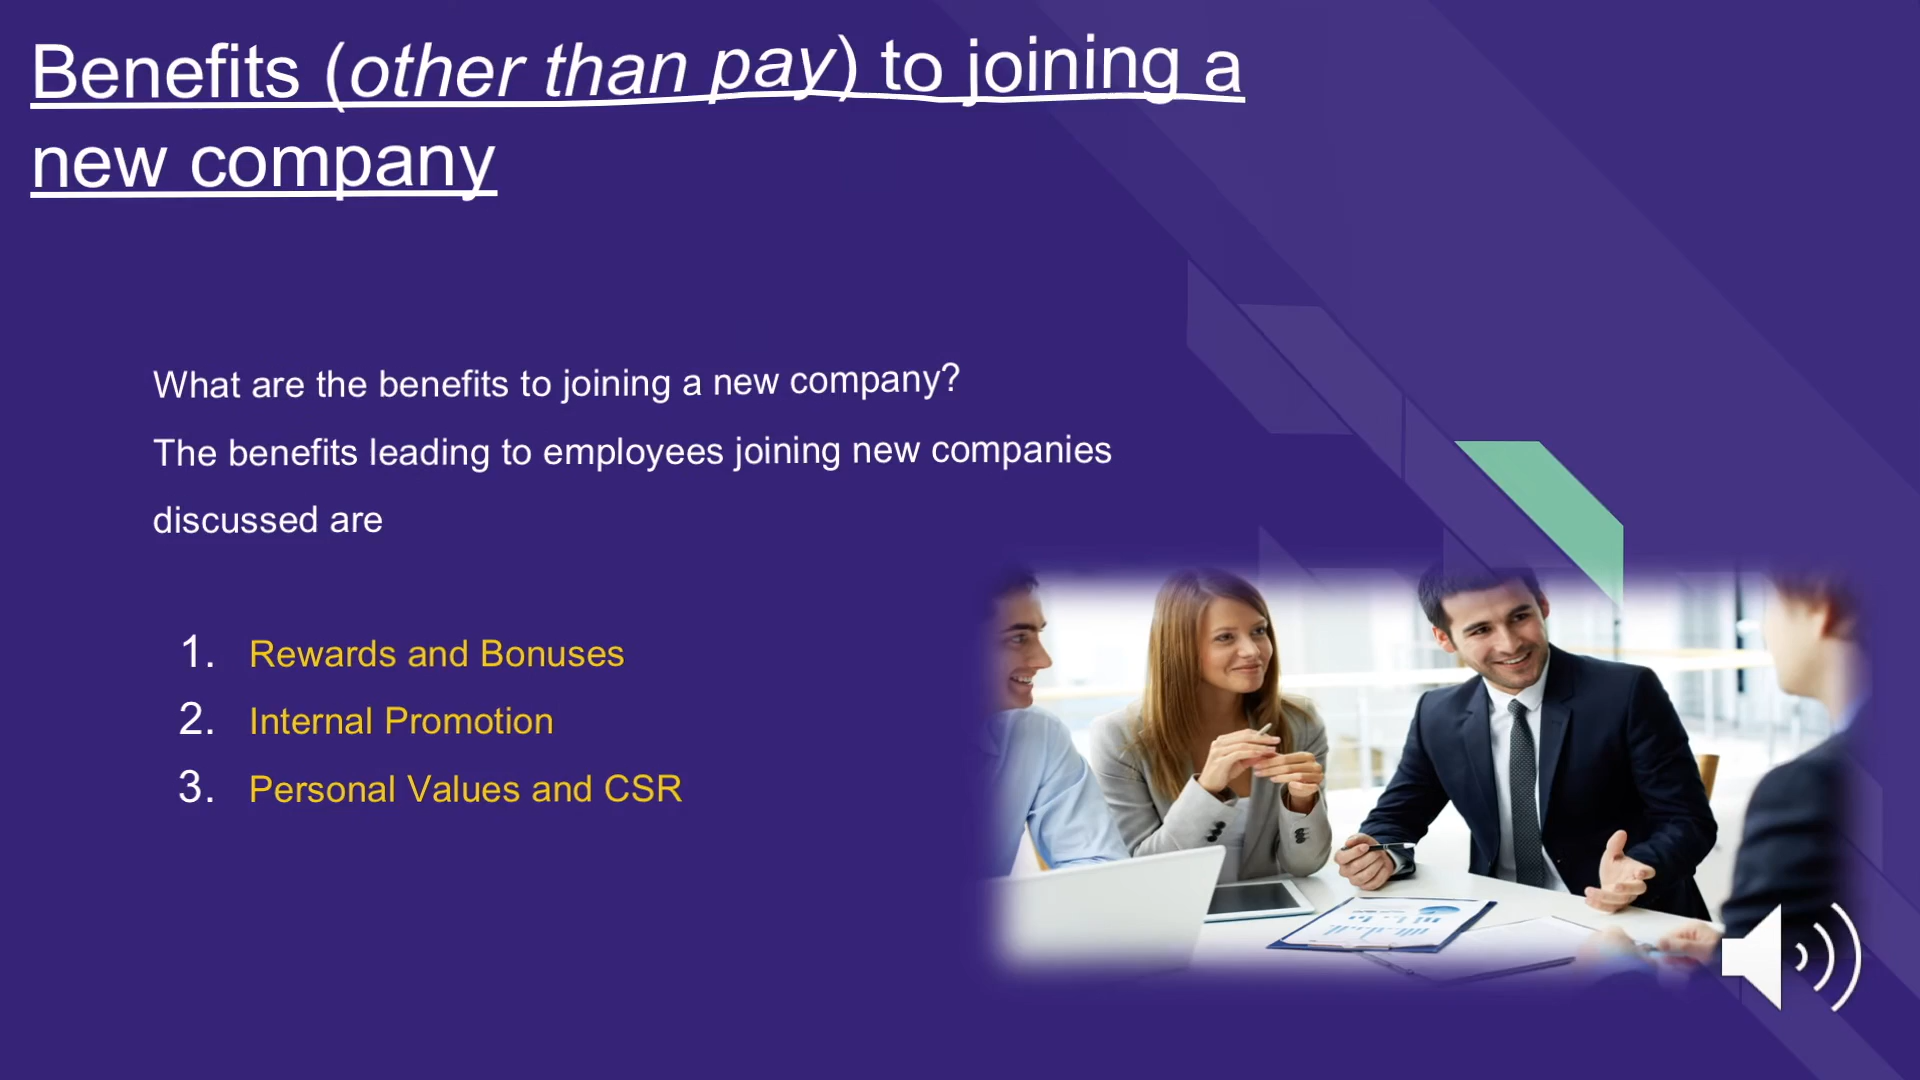 Benefits (other than pay) to joining a
new company
What are the benefits to joining a new company?
The benefits leading to employees joining new companies
discussed are
1. Rewards and Bonuses
2. Internal Promotion
3. Personal Values and CSR